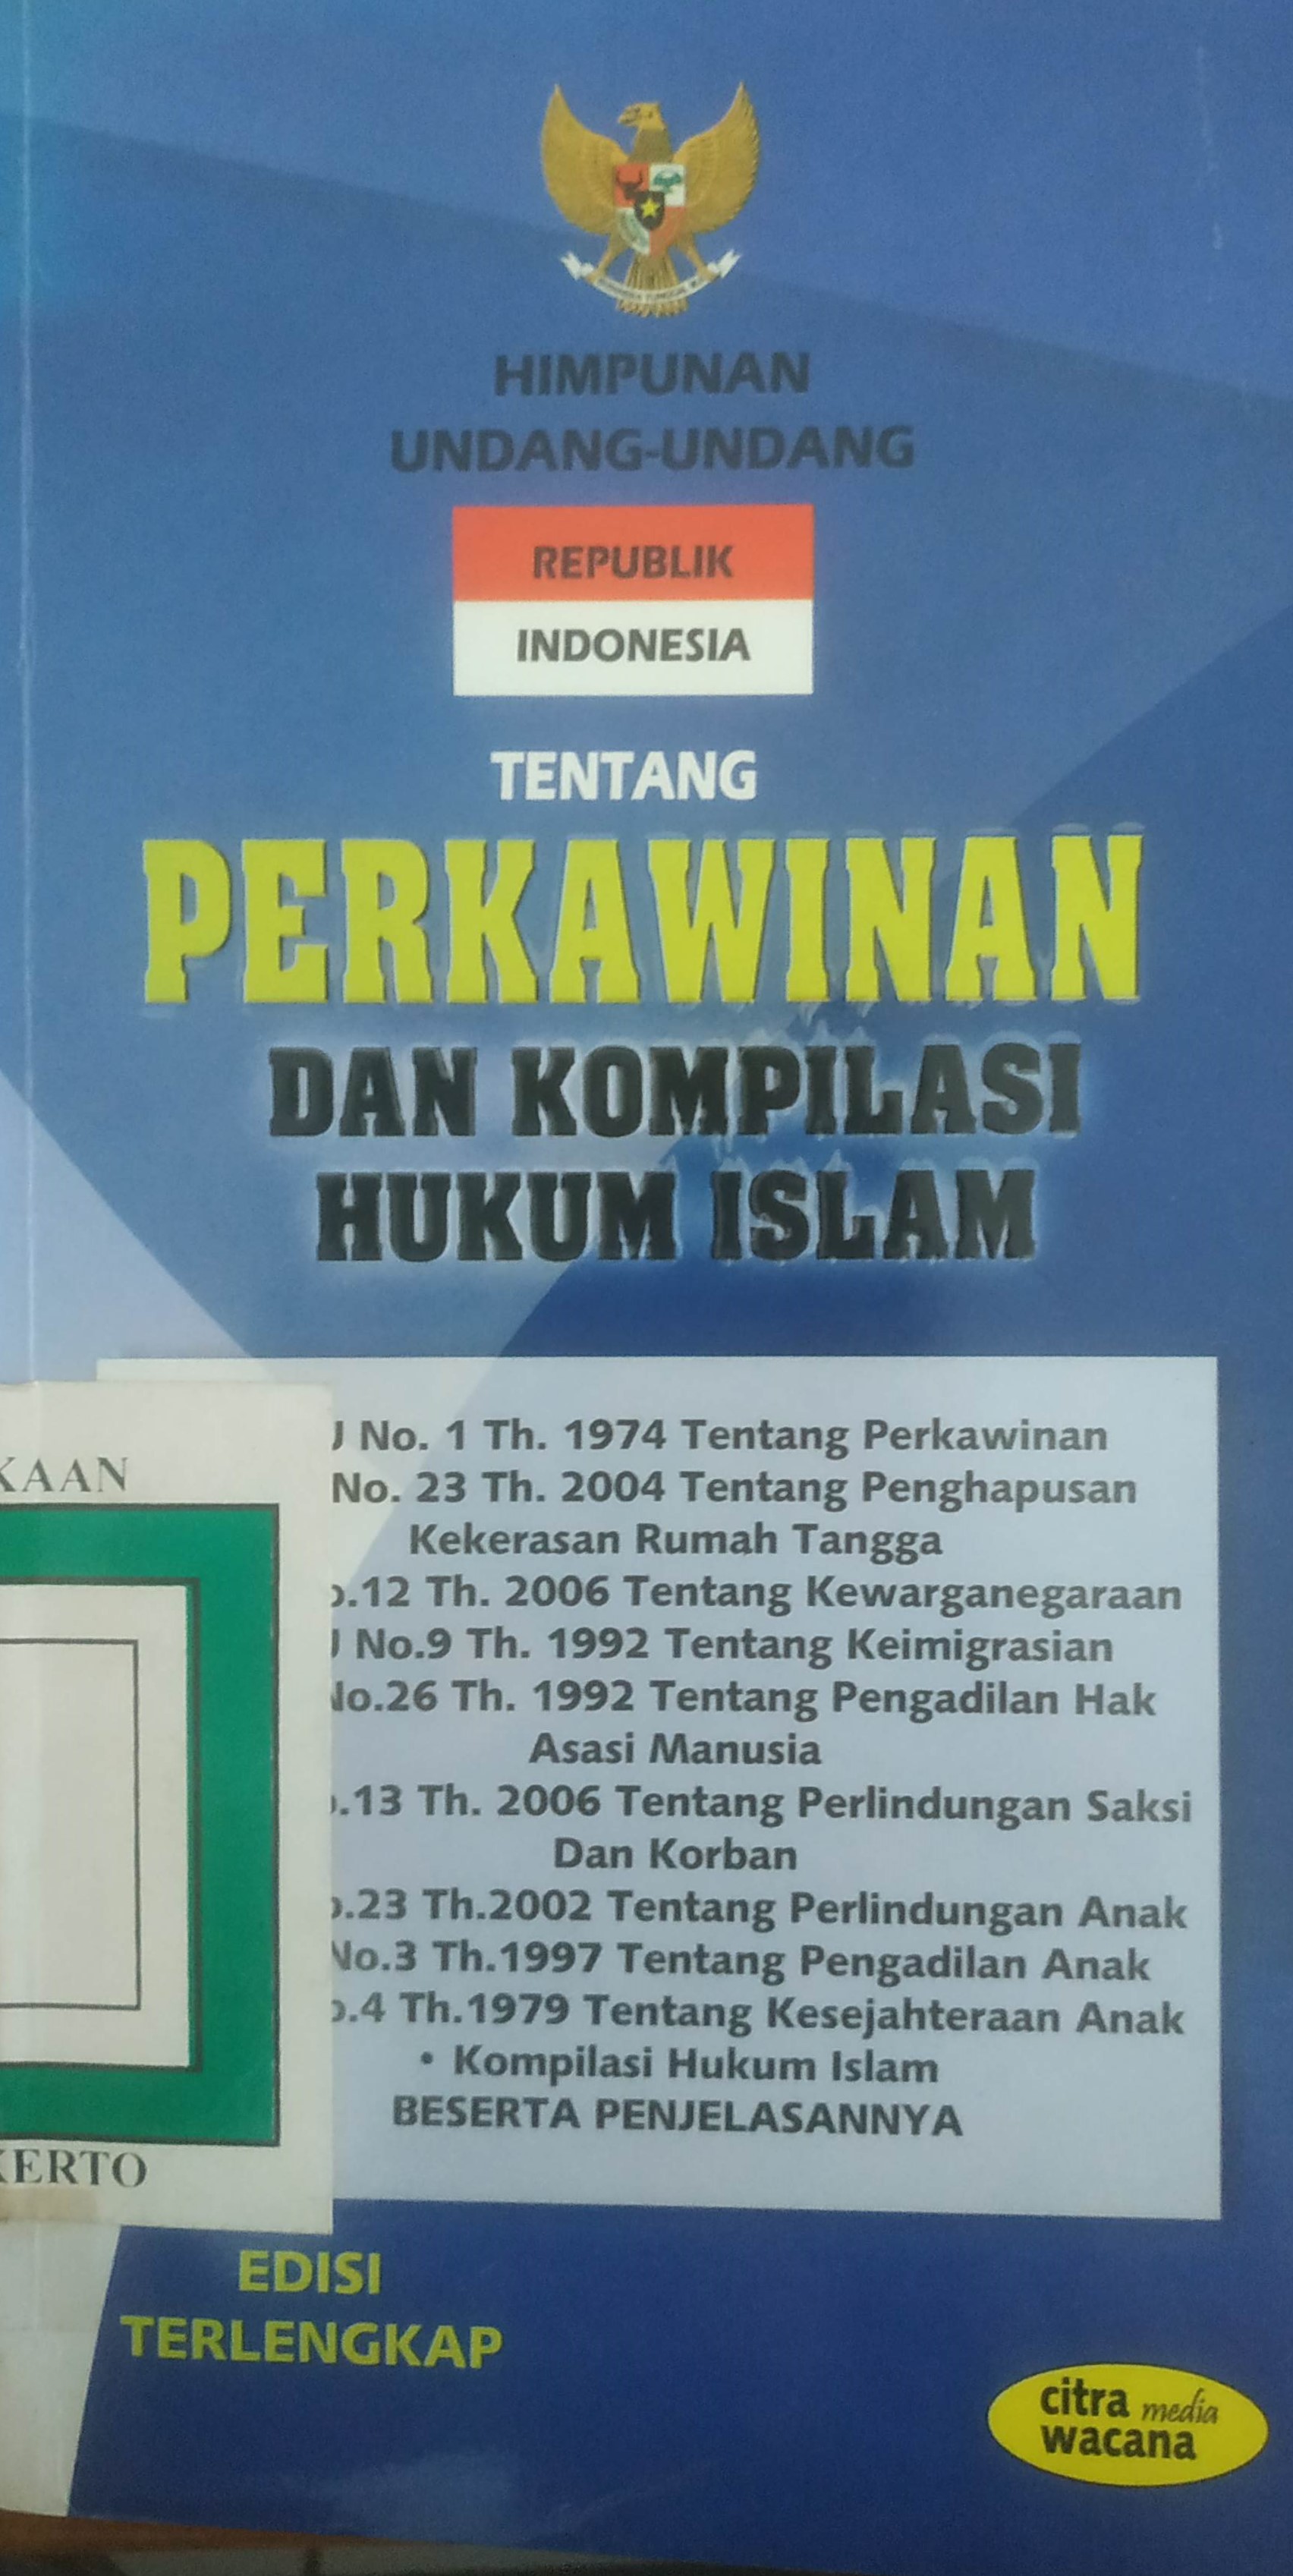 HIMPUNAN
UNDANG-UNDANG
REPUBLIK
INDONESIA
TENTANG
PERKAWINAN
DAN KOMPILASI
HUKUM ISLAM
No. 1 Th. 1974 Tentang Perkawinan
No. 23 Th. 2004 Tentang Penghapusan
Kekerasan Rumah Tangga
.12 Th. 2006 Tentang Kewarganegaraan
No.9 Th. 1992 Tentang Keimigrasian
No.26 Th. 1992 Tentang Pengadilan Hak
Asasi Manusia
.13 Th. 2006 Tentang Perlindungan Saksi
Dan Korban
.23 Th.2002 Tentang Perlindungan Anak
No.3 Th.1997 Tentang Pengadilan Anak
.4 Th.1979 Tentang Kesejahteraan Anak
• Kompilasi Hukum Islam
BESERTA PENJELASANNYA
KAAN
KERTO
EDISI
TERLENGKAP
citra media
wacana